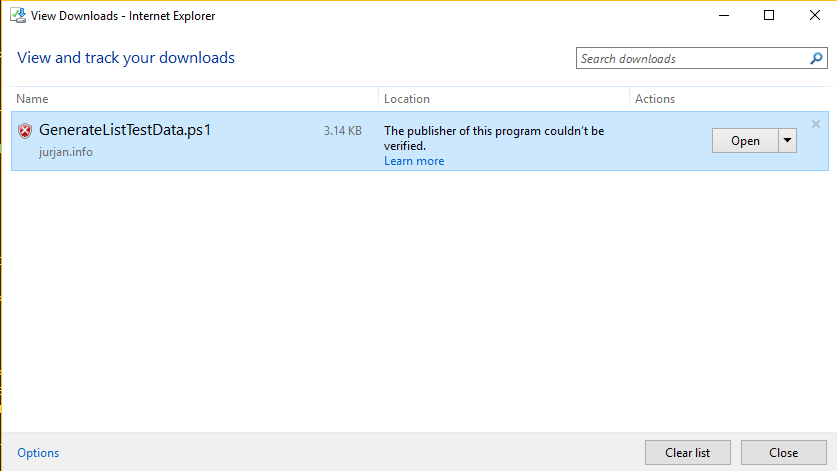 View Downloads - Internet Explorer
View and track your downloads
Search downloads
Name Location Actions
GenerateListTestData.ps1 3.14 KB
jurjan.info
The publisher of this program couldn't be
verified.
Learn more
Open
Options
Clear list Close